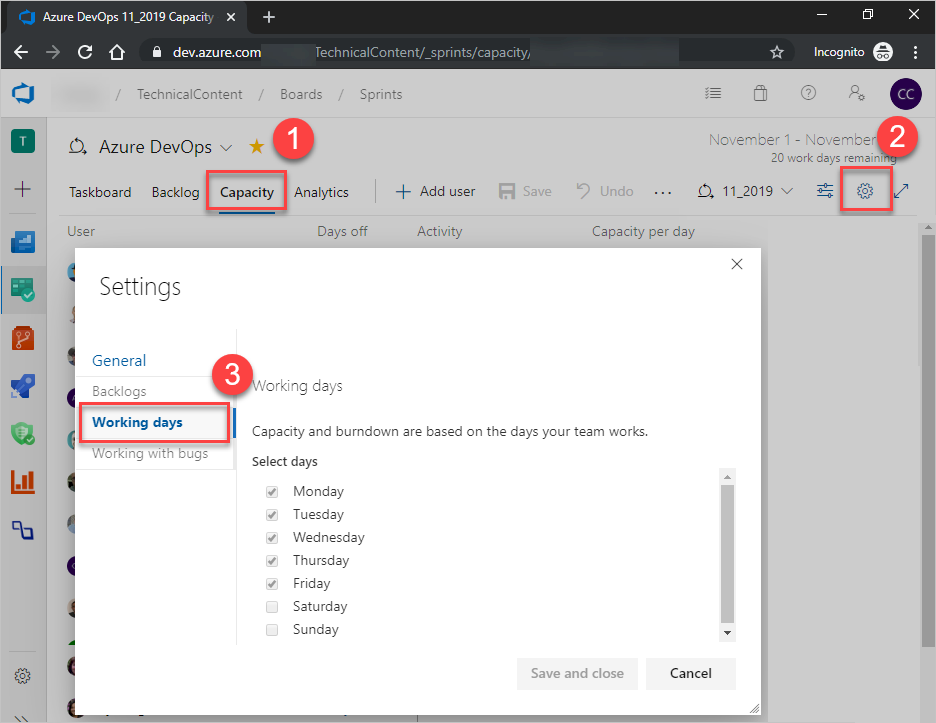 Azure DevOps 11_2019 Capacity
dev.azure.com TechnicalContent/_sprints/capacity/ Incognito
/ TechnicalContent / Boards / Sprints CC
T Azure DevOps 1 November 1 - November 2
20 work days remaining
Taskboard Backlog Capacity Analytics Add user Save Undo ... 11_2019
User Days off Activity Capacity per day
Settings
General
3
Backlogs Working days
Working days Capacity and burndown are based on the days your team works.
Working with bugs Select days
Monday
Tuesday
Wednesday
Thursday
Friday
Saturday
Sunday
Save and close Cancel